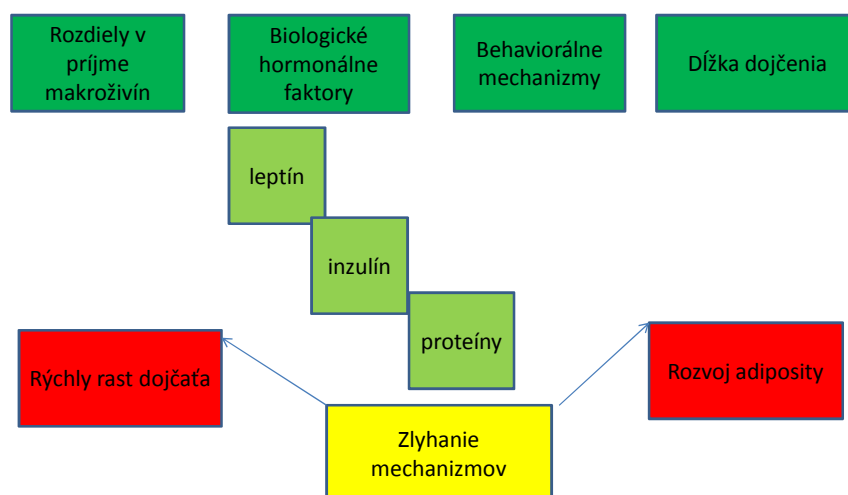 Rozdiely v
príjme
makroživín
Biologické
hormonálne
faktory
Behaviorálne
mechanizmy
Dĺžka dojčenia
leptín
inzulín
proteíny
Rýchly rast dojčaťa
Rozvoj adiposity
Zlyhanie
mechanizmov